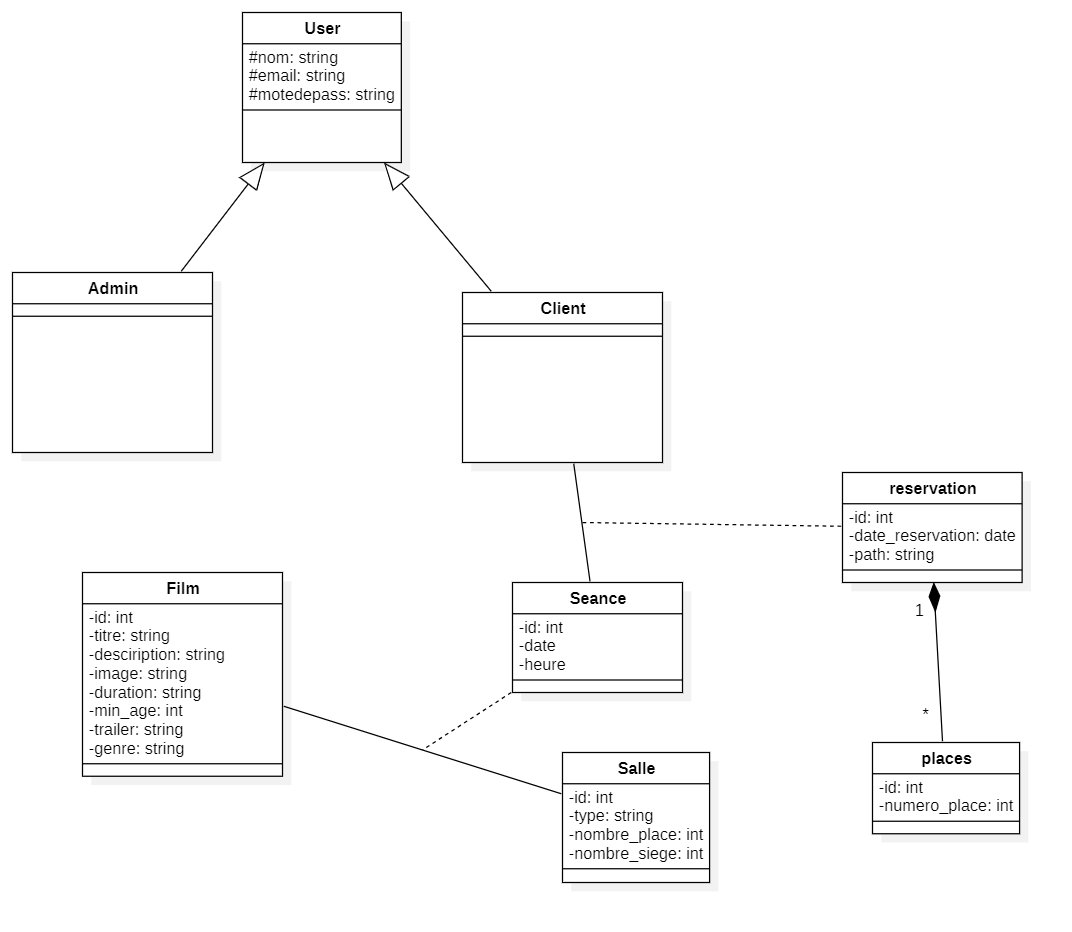 User
#nom: string
#email: string
#motedepass: string
Admin
Client
reservation
-id: int
-date_reservation: date
-path: string
Film
-id: int
-titre: string
-desciription: string
-image: string
-duration: string
-min_age: int
-trailer: string
-genre: string
Seance
-id: int
-date
-heure
1
*
Salle
-id: int
-type: string
-nombre_place: int
-nombre_siege: int
places
-id: int
-numero_place: int